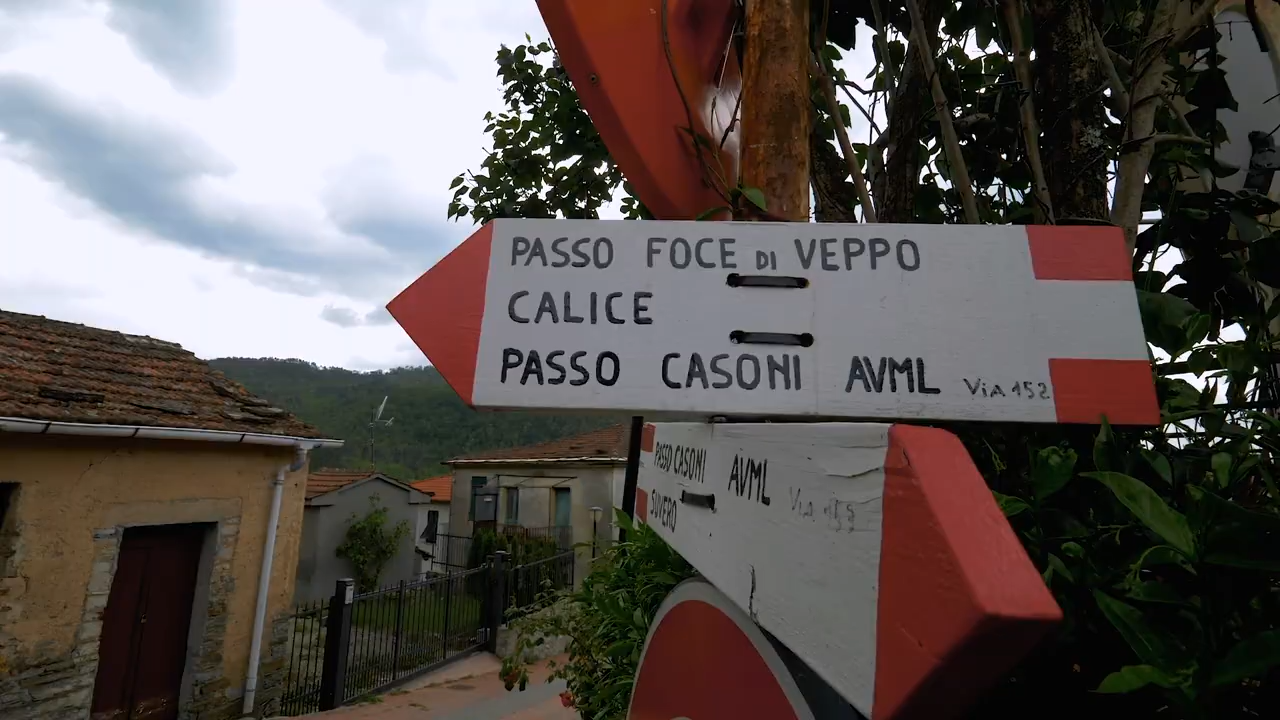 PASSO FOCE DI VEPPO
CALICE
PASSO CASONI AVML Via 152
PASSO CASONI AVML
SUVERO